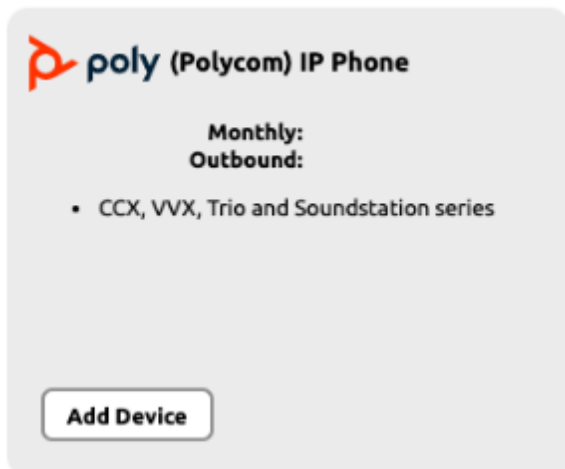 poly (Polycom) IP Phone
Monthly:
Outbound:
• CCX, VVX, Trio and Soundstation series
Add Device